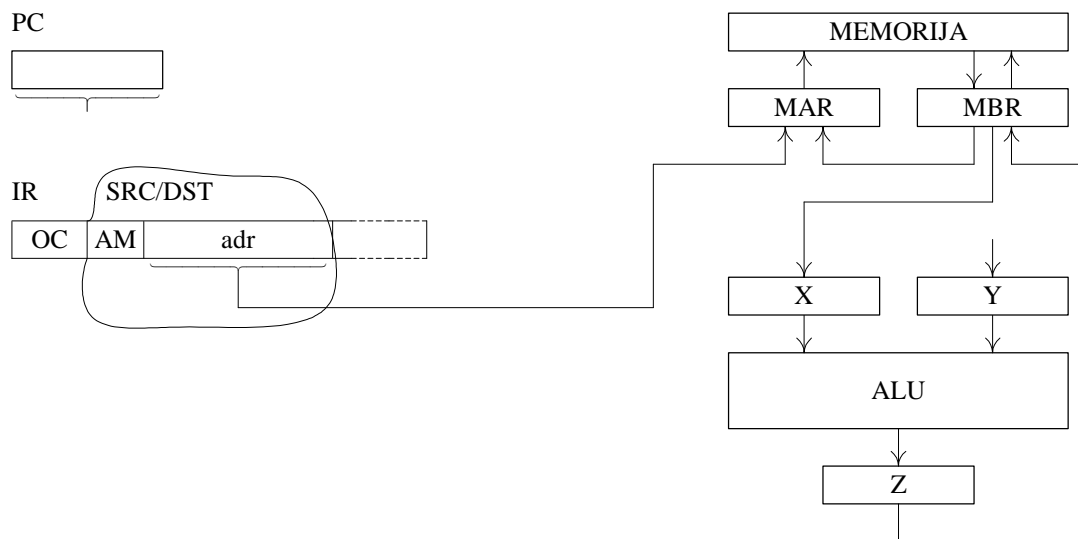 PC
MEMORIJA
MAR MBR
IR SRC/DST
OC AM adr
X Y
ALU
Z